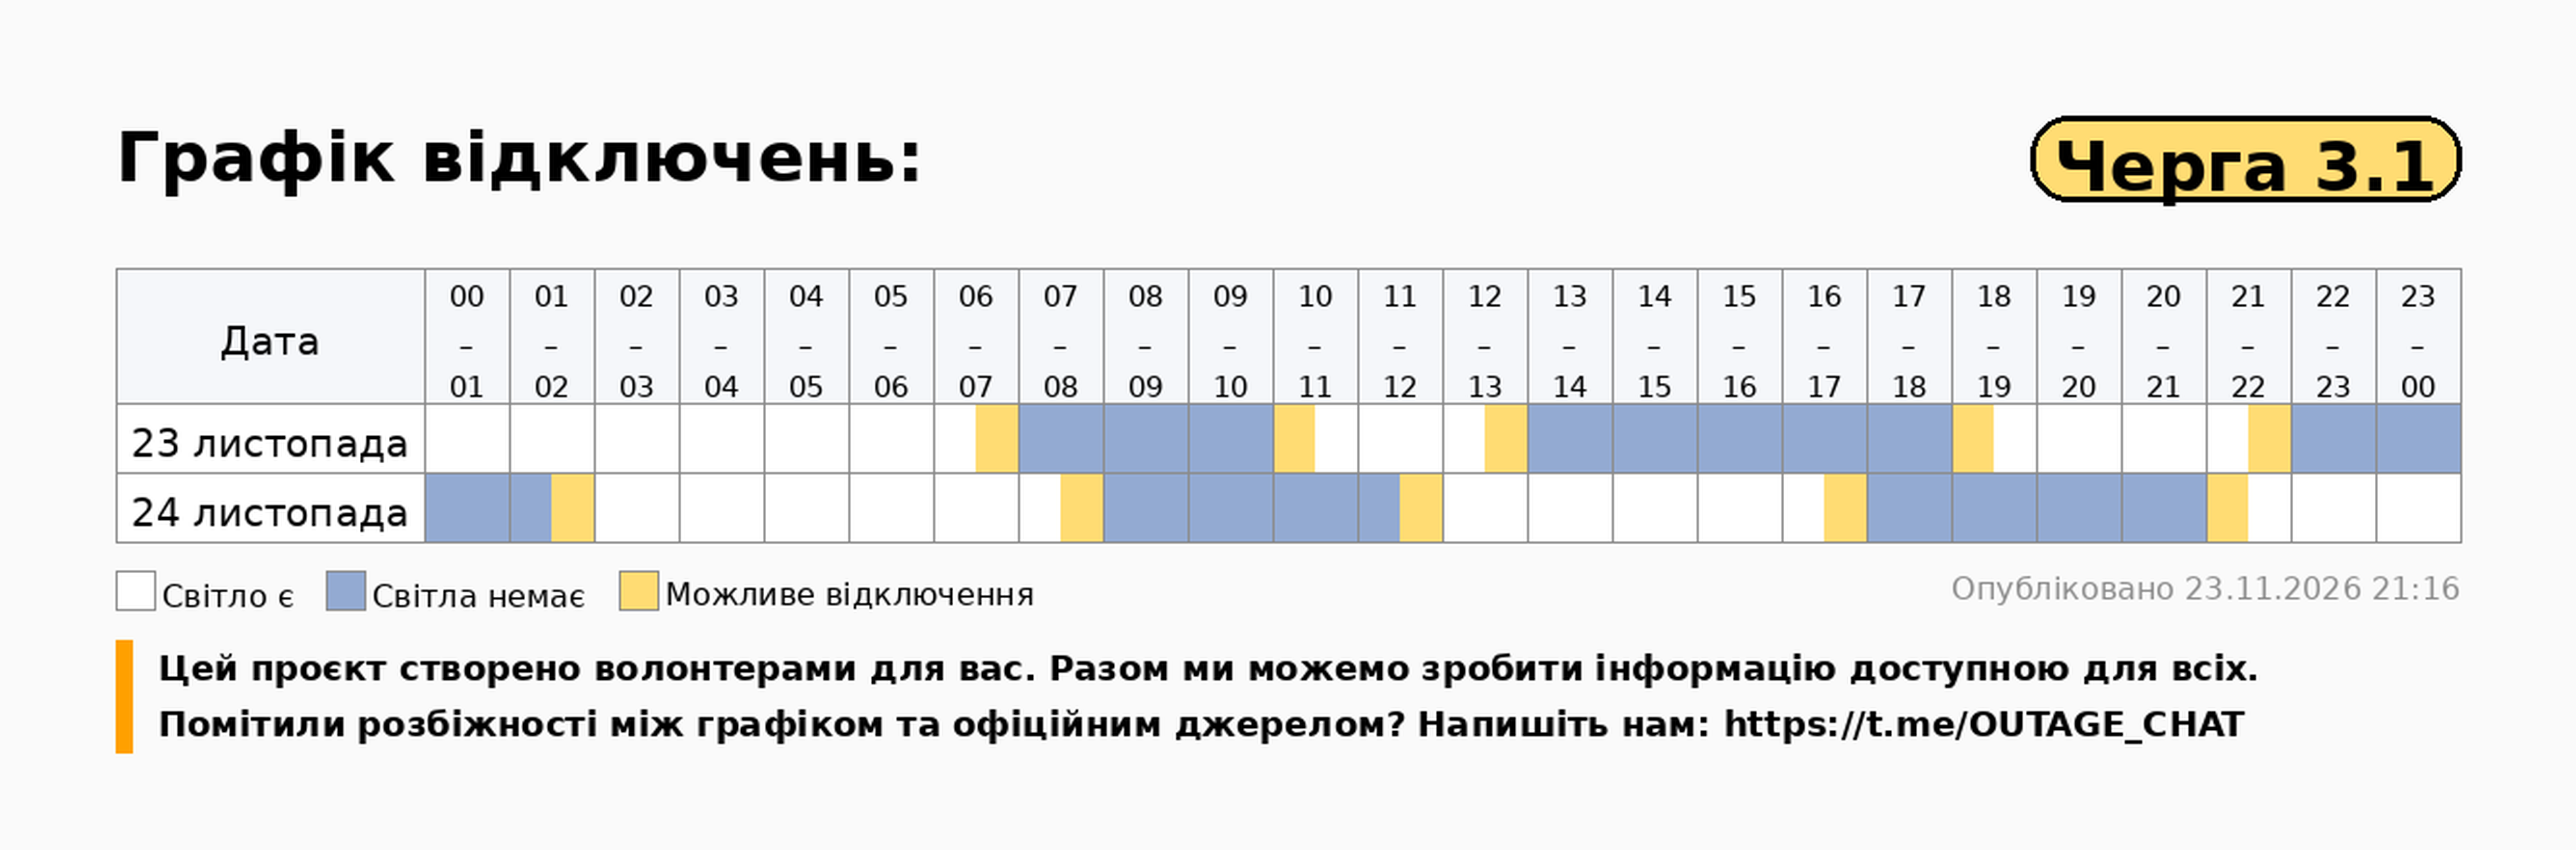 Графік відключень:
Черга 3.1
Дата 00 – 01 01 – 02 02 – 03 03 – 04 04 – 05 05 – 06 06 – 07 07 – 08 08 – 09 09 – 10 10 – 11 11 – 12 12 – 13 13 – 14 14 – 15 15 – 16 16 – 17 17 – 18 18 – 19 19 – 20 20 – 21 21 – 22 22 – 23 23 – 00
23 листопада
24 листопада
Світло є Світла немає Можливе відключення
Опубліковано 23.11.2026 21:16
Цей проєкт створено волонтерами для вас. Разом ми можемо зробити інформацію доступною для всіх.
Помітили розбіжності між графіком та офіційним джерелом? Напишіть нам: https://t.me/OUTAGE_CHAT